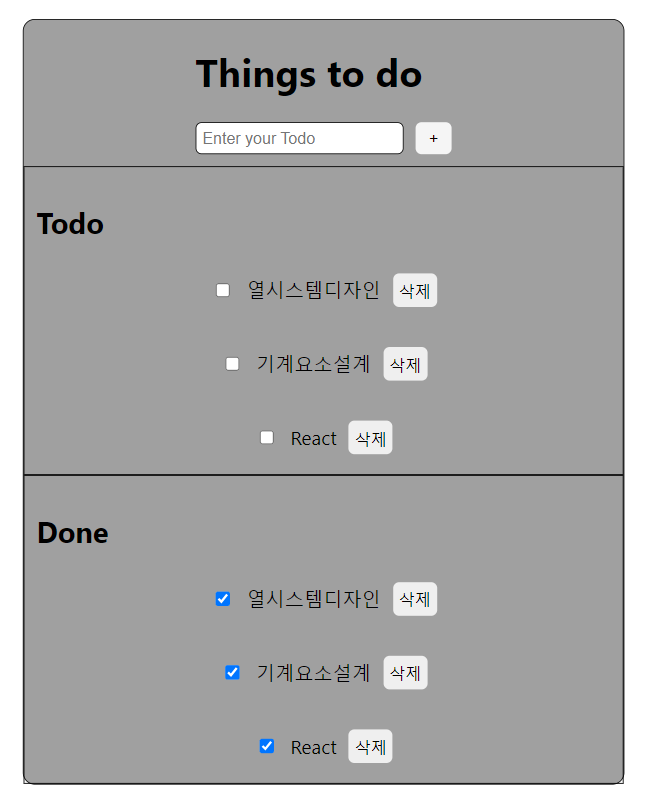 Things to do
Enter your Todo +
Todo
열시스템디자인 삭제
기계요소설계 삭제
React 삭제
Done
열시스템디자인 삭제
기계요소설계 삭제
React 삭제